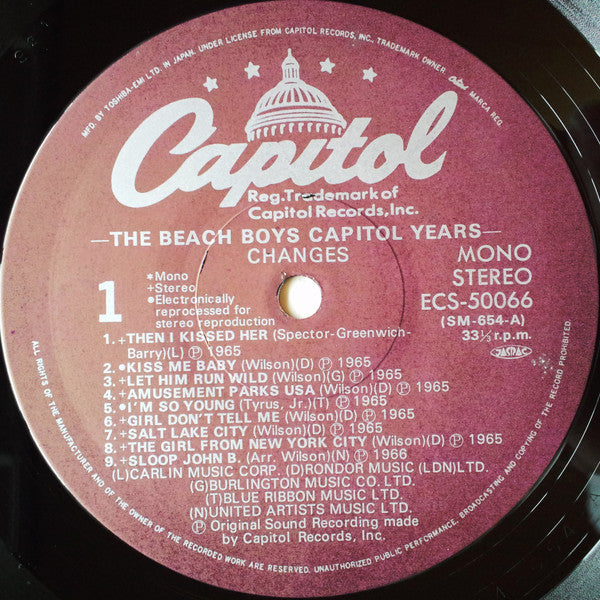 MFD. BY TOSHIBA-EMI LTD. IN JAPAN. UNDER LICENSE FROM CAPITOL RECORDS, INC., TRADEMARK OWNER Capitol MARCA REG.
Capitol
Reg. Trademark of
Capitol Records, Inc.
—THE BEACH BOYS CAPITOL YEARS—
CHANGES
MONO
STEREO
ECS-50066
(SM-654-A)
33⅓ r.p.m.
JASRAC
1
*Mono
+Stereo
●Electronically
reprocessed for
stereo reproduction
1. +THEN I KISSED HER (Spector-Greenwich-
Barry)(L) Ⓟ 1965
2. ●KISS ME BABY (Wilson)(D) Ⓟ 1965
3. +LET HIM RUN WILD (Wilson)(G) Ⓟ 1965
4. +AMUSEMENT PARKS USA (Wilson)(D) Ⓟ 1965
5. ●I'M SO YOUNG (Tyrus, Jr.)(T) Ⓟ 1965
6. +GIRL DON'T TELL ME (Wilson)(D) Ⓟ 1965
7. +SALT LAKE CITY (Wilson)(D) Ⓟ 1965
8. +THE GIRL FROM NEW YORK CITY (Wilson)(D) Ⓟ 1965
9. +SLOOP JOHN B. (Arr. Wilson)(N) Ⓟ 1966
(L)CARLIN MUSIC CORP. (D)RONDOR MUSIC (LDN)LTD.
(G)BURLINGTON MUSIC CO. LTD.
(T)BLUE RIBBON MUSIC LTD.
(N)UNITED ARTISTS MUSIC LTD.
Ⓟ Original Sound Recording made
by Capitol Records, Inc.
ALL RIGHTS OF THE MANUFACTURER AND OF THE OWNER OF THE RECORDED WORK ARE RESERVED. UNAUTHORIZED PUBLIC PERFORMANCE, BROADCASTING AND COPYING OF THE RECORD PROHIBITED.